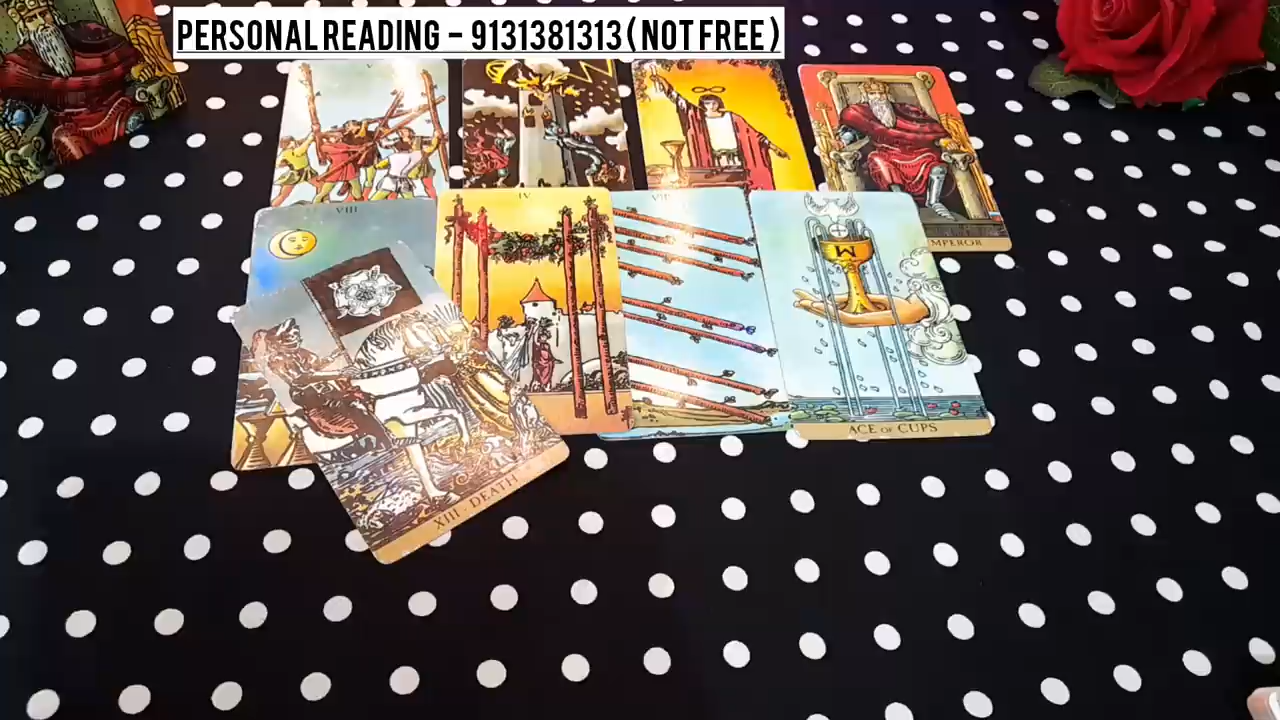 PERSONAL READING - 9131381313 ( NOT FREE )
VIII
IV
MPEROR
ACE OF CUPS
XIII - DEATH